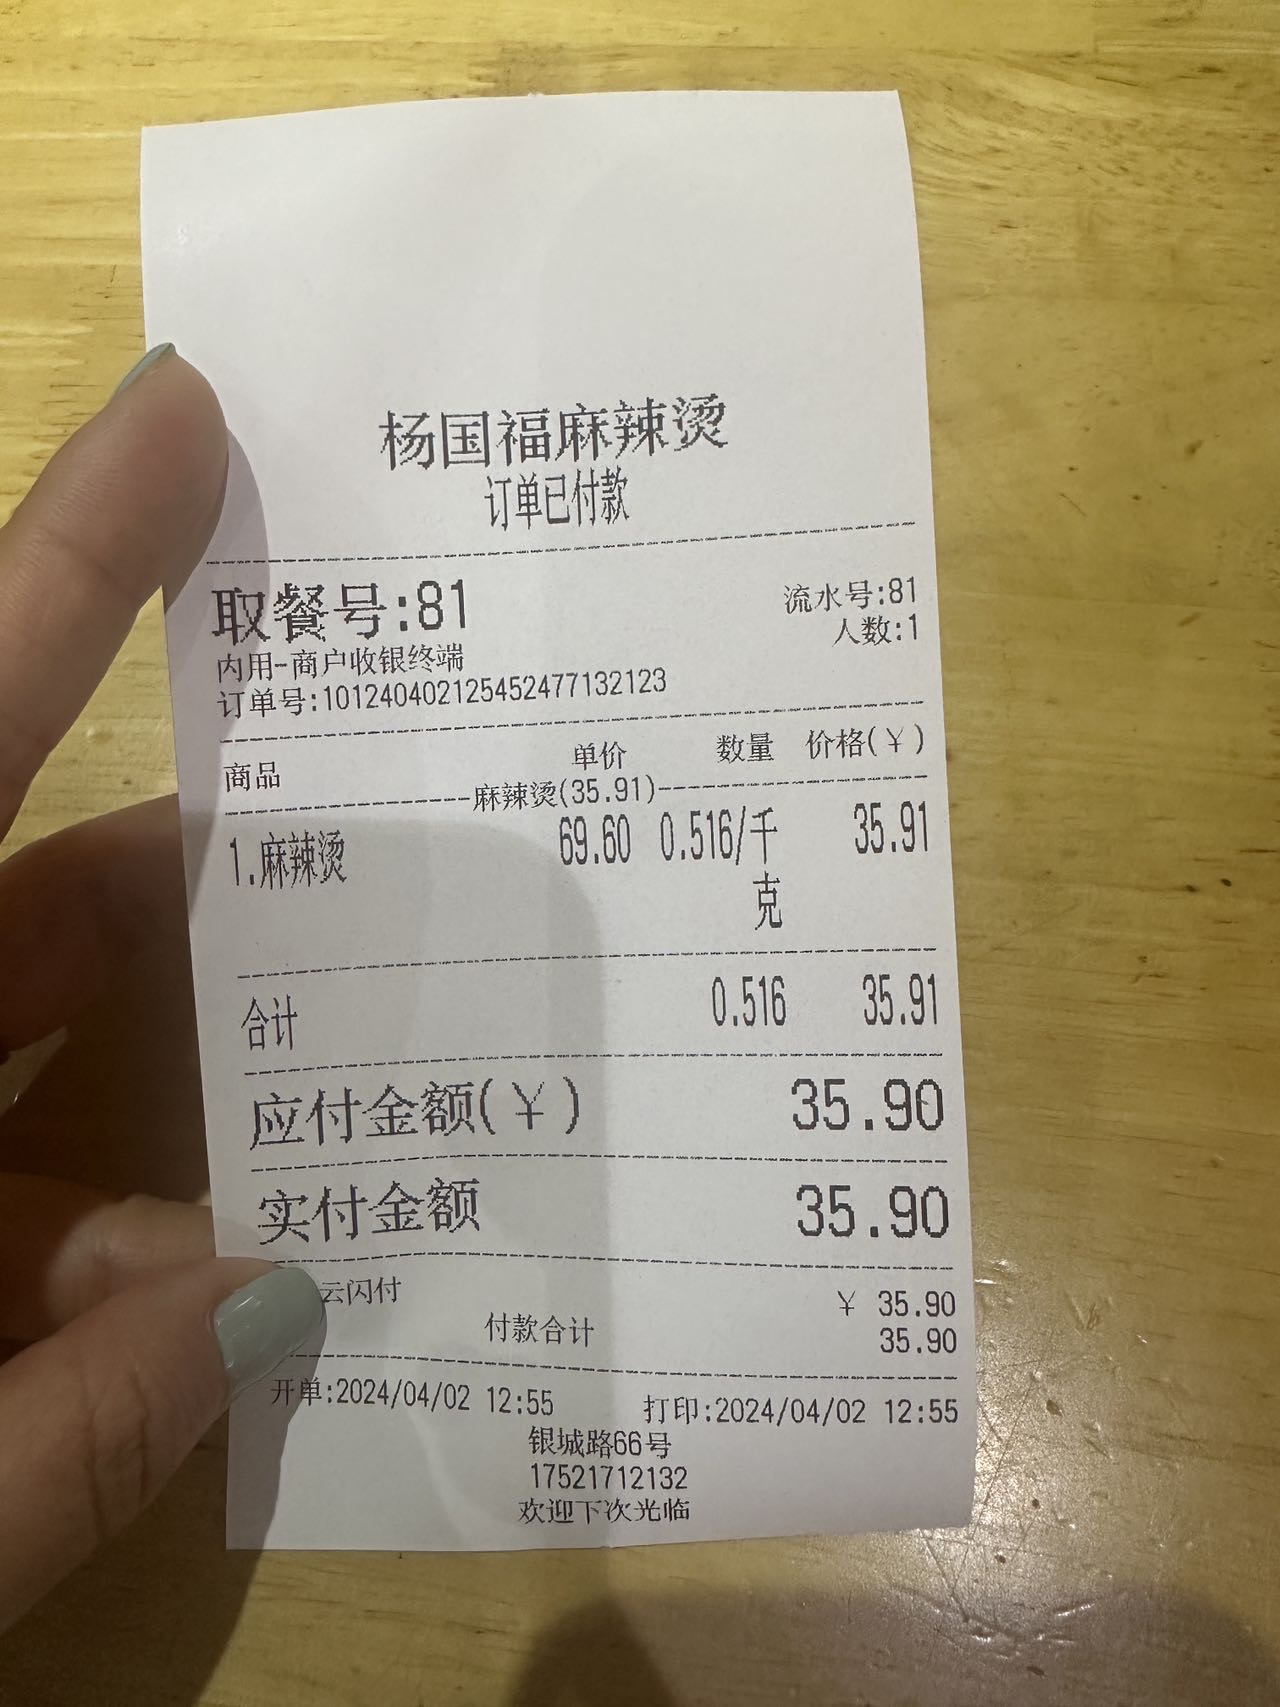 杨国福麻辣烫
订单已付款
取餐号:81 流水号:81
人数:1
内用-商户收银终端
订单号:101240402125452477132123
商品 单价 数量 价格(¥)
麻辣烫(35.91)
1.麻辣烫 69.60 0.516/千克 35.91
合计 0.516 35.91
应付金额(¥) 35.90
实付金额 35.90
云闪付 ¥ 35.90
付款合计 35.90
开单:2024/04/02 12:55 打印:2024/04/02 12:55
银城路66号
17521712132
欢迎下次光临